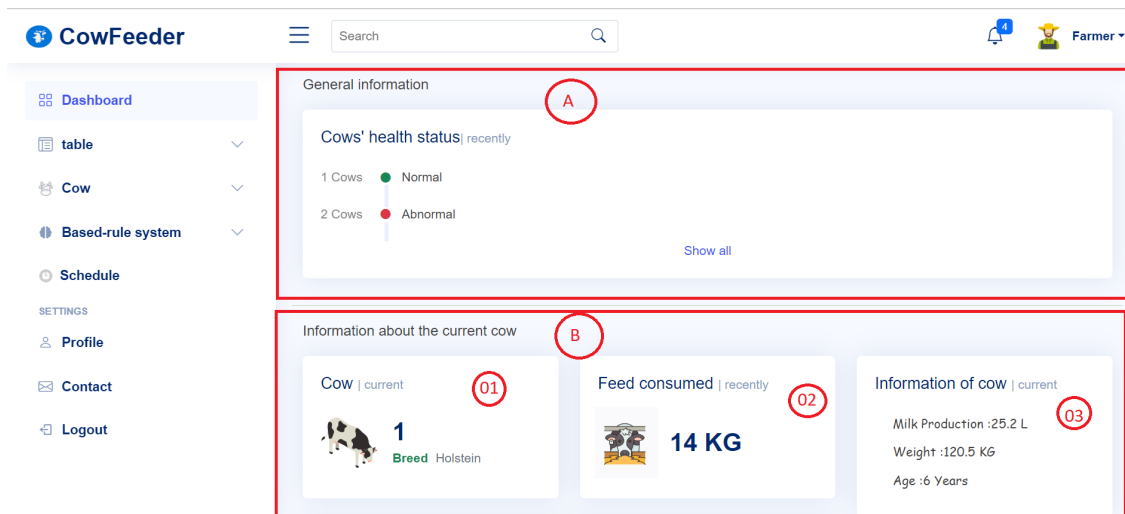 CowFeeder
Search
4
Farmer
Dashboard
table
Cow
Based-rule system
Schedule
SETTINGS
Profile
Contact
Logout
General information
A
Cows' health status| recently
1 Cows Normal
2 Cows Abnormal
Show all
Information about the current cow
B
Cow | current
01
1
Breed Holstein
Feed consumed | recently
02
14 KG
Information of cow | current
03
Milk Production :25.2 L
Weight :120.5 KG
Age :6 Years